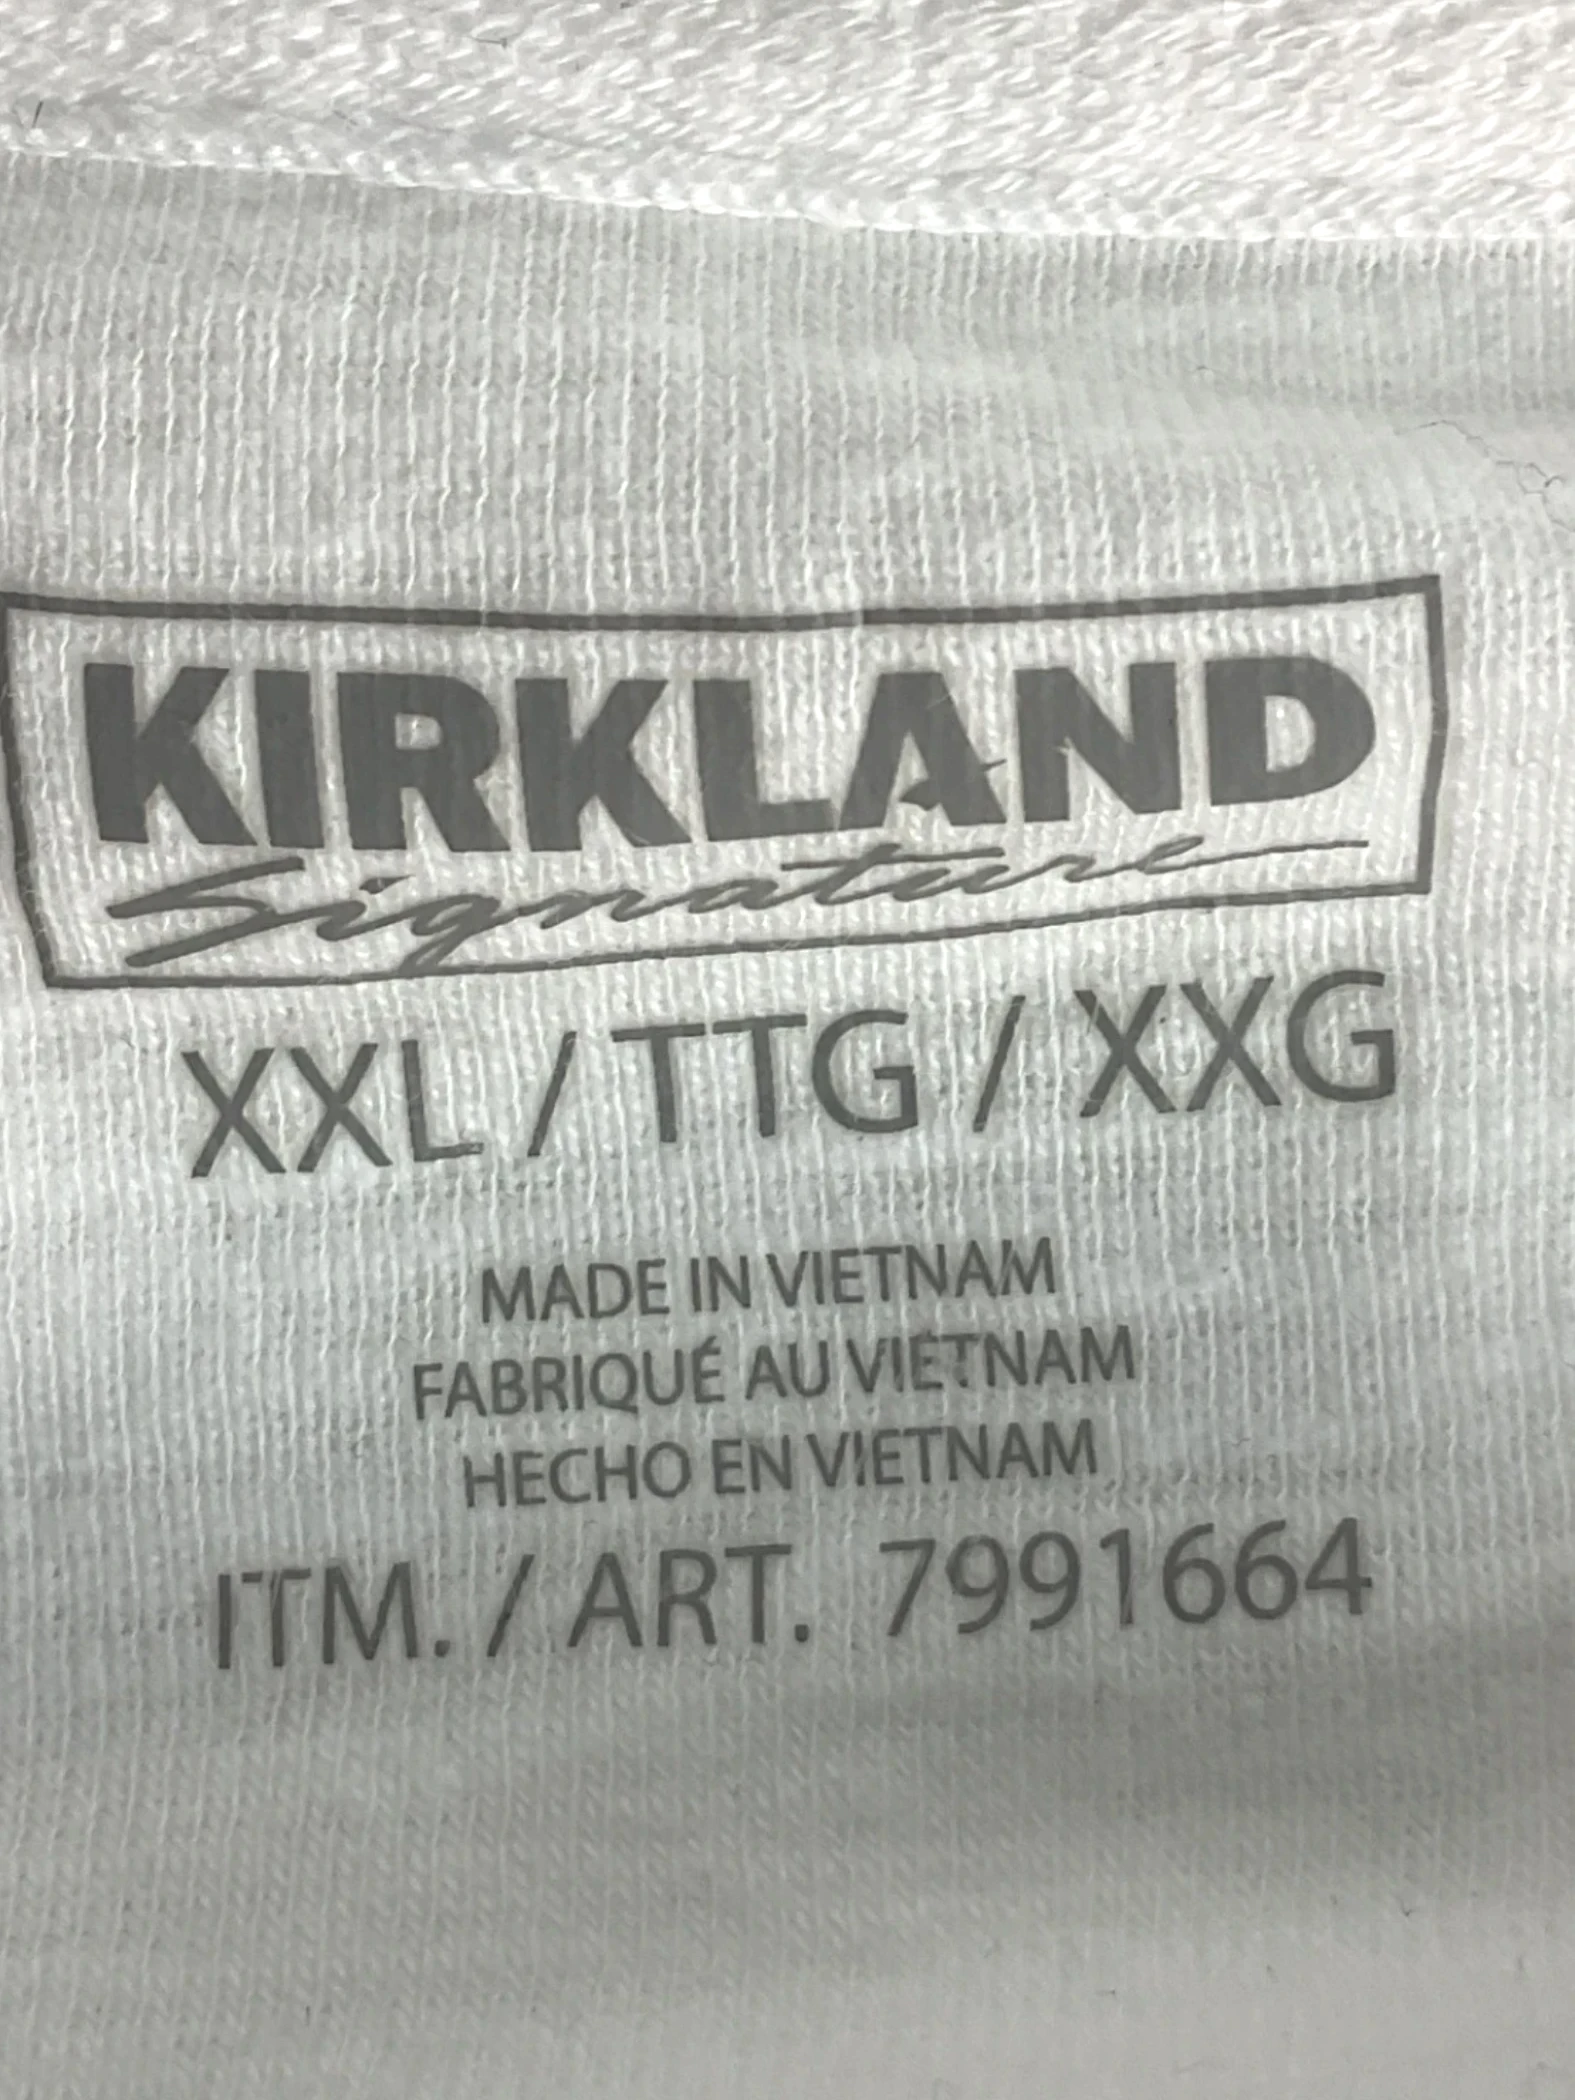 KIRKLAND
Signature
XXL / TTG / XXG
MADE IN VIETNAM
FABRIQUÉ AU VIETNAM
HECHO EN VIETNAM
ITM. / ART. 7991664